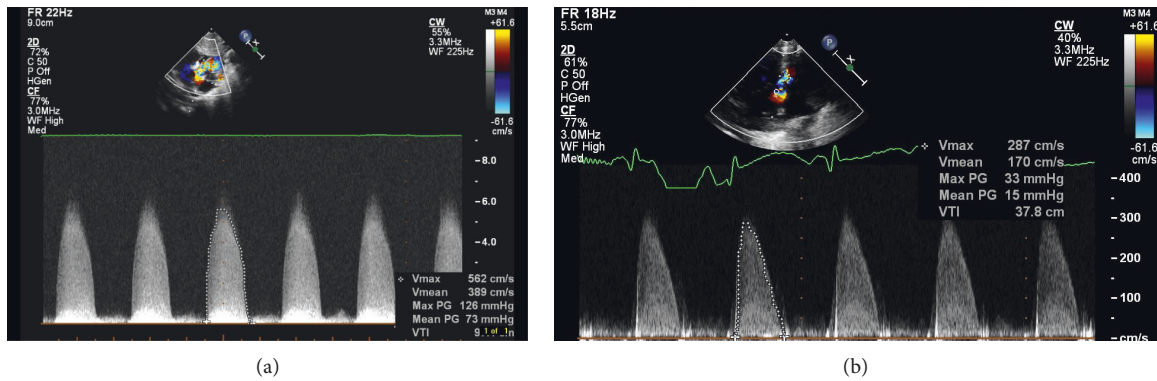 FR 22Hz
9.0cm
2D
72%
C 50
P Off
HGen
CF
77%
3.0MHz
WF High
Med
P
X
CW
55%
3.3MHz
WF 225Hz
M3 M4
+61.6
-61.6
cm/s
- 8.0
- 6.0
- 4.0
Vmax 562 cm/s
Vmean 389 cm/s
Max PG 126 mmHg
Mean PG 73 mmHg
VTI 9 1 of 1
(a)
FR 18Hz
5.5cm
2D
61%
C 50
P Off
HGen
CF
77%
3.0MHz
WF High
Med
P
X
CW
40%
3.3MHz
WF 225Hz
M3 M4
+61.6
-61.6
cm/s
Vmax 287 cm/s
Vmean 170 cm/s
Max PG 33 mmHg
Mean PG 15 mmHg
VTI 37.8 cm
-400
-300
-200
-100
-cm/s
(b)